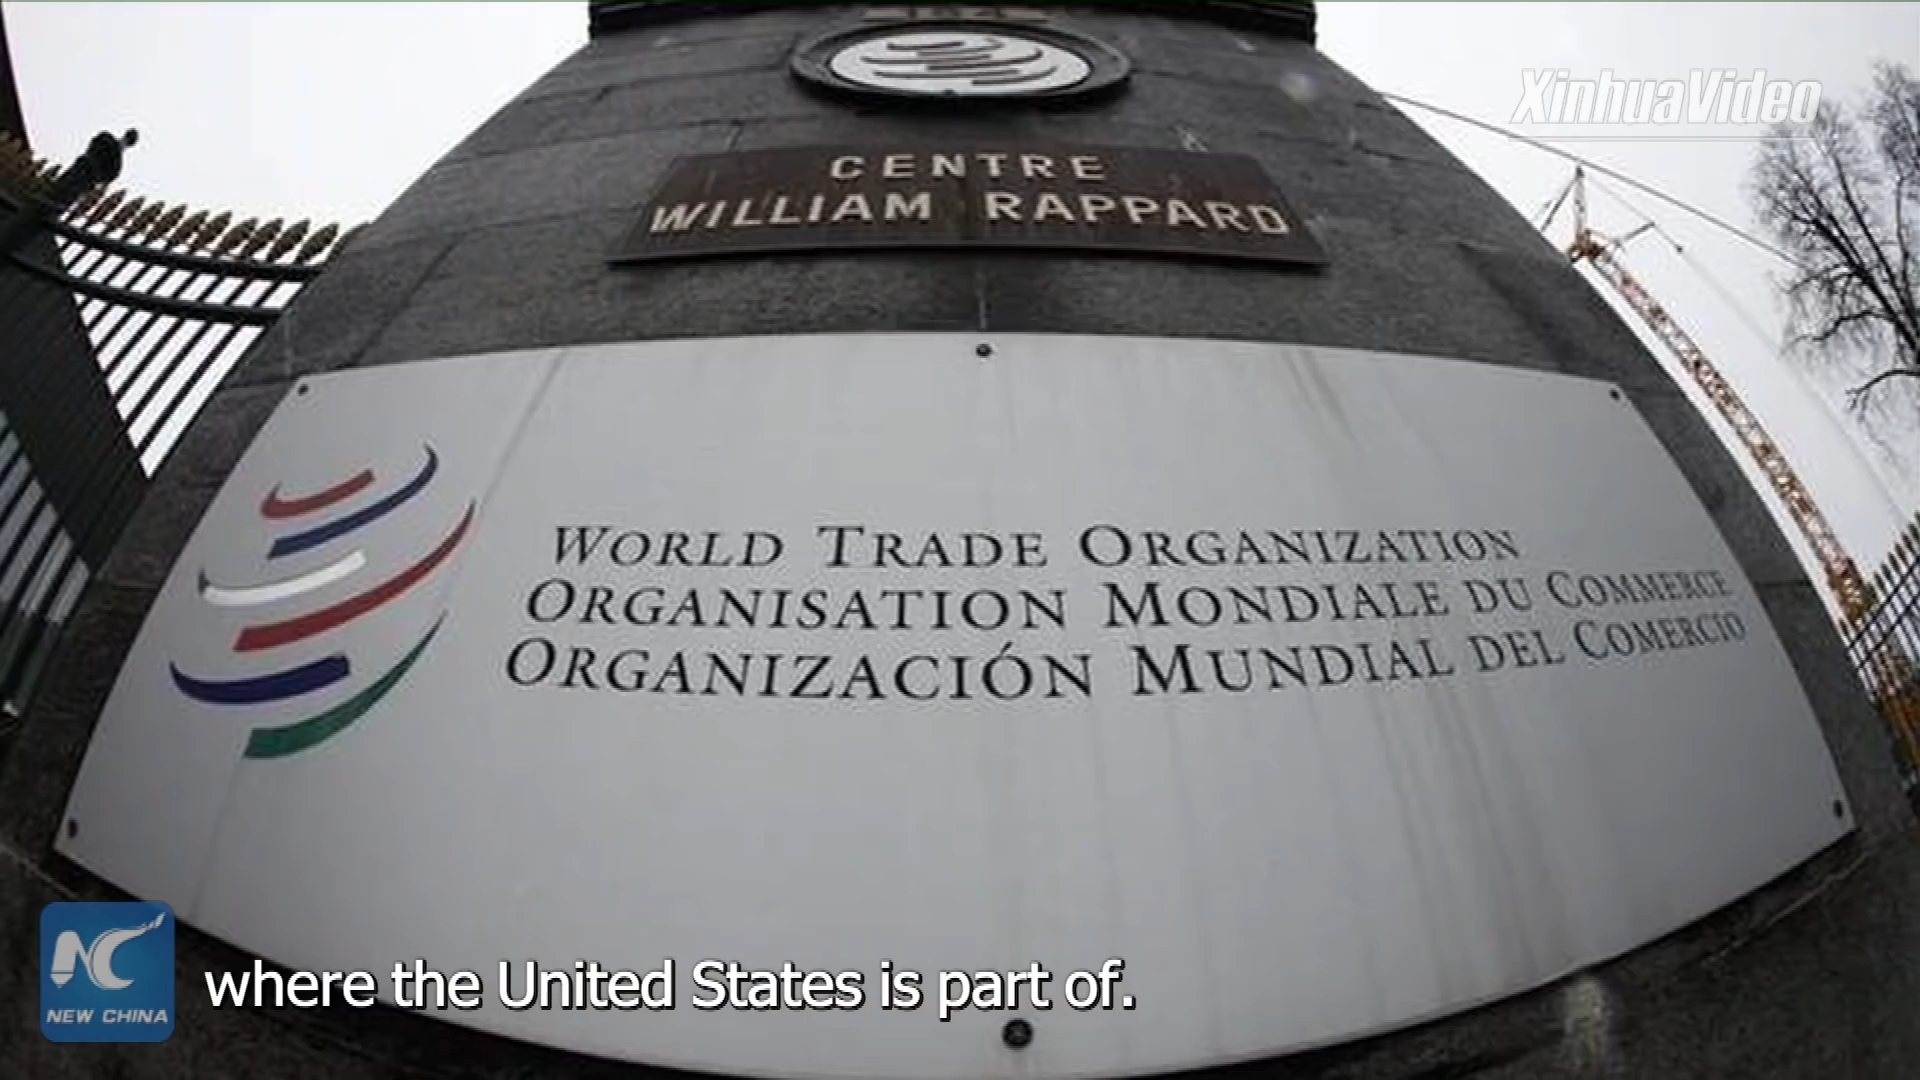 XinhuaVideo
CENTRE
WILLIAM RAPPARD
WORLD TRADE ORGANIZATION
ORGANISATION MONDIALE DU COMMERCE
ORGANIZACIÓN MUNDIAL DEL COMERCIO
where the United States is part of.
NC
NEW CHINA